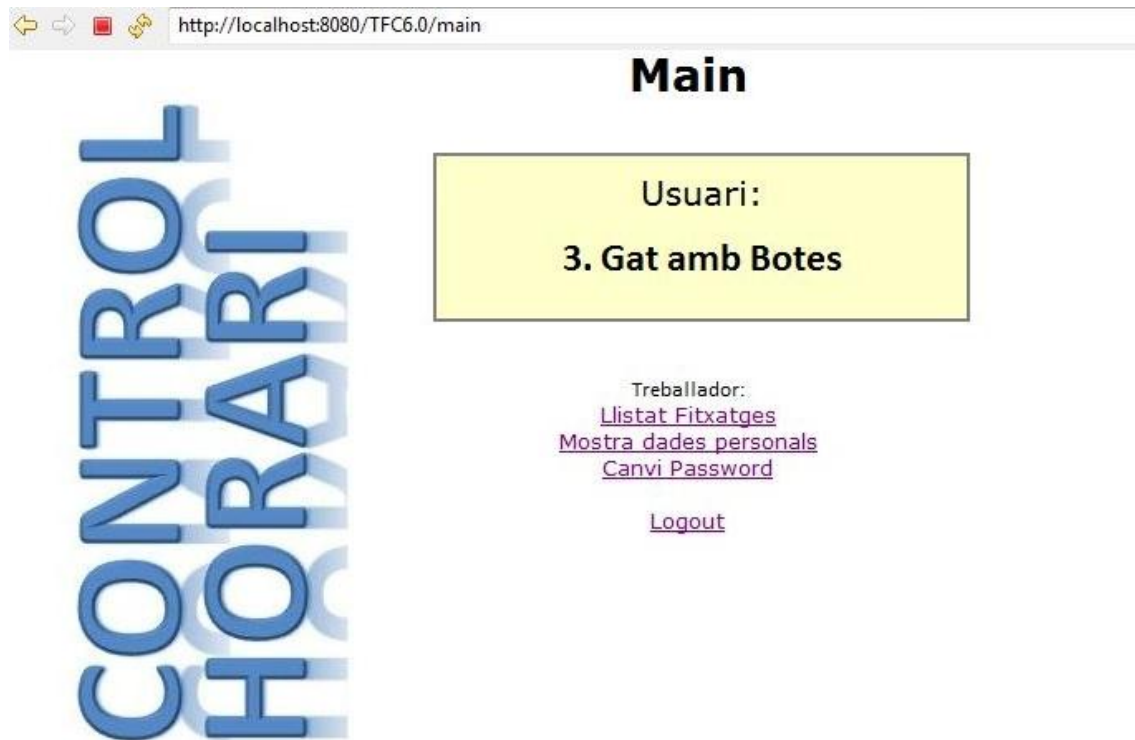 http://localhost:8080/TFC6.0/main
Main
CONTROL
HORARI
Usuari:
3. Gat amb Botes
Treballador:
Llistat Fitxatges
Mostra dades personals
Canvi Password
Logout